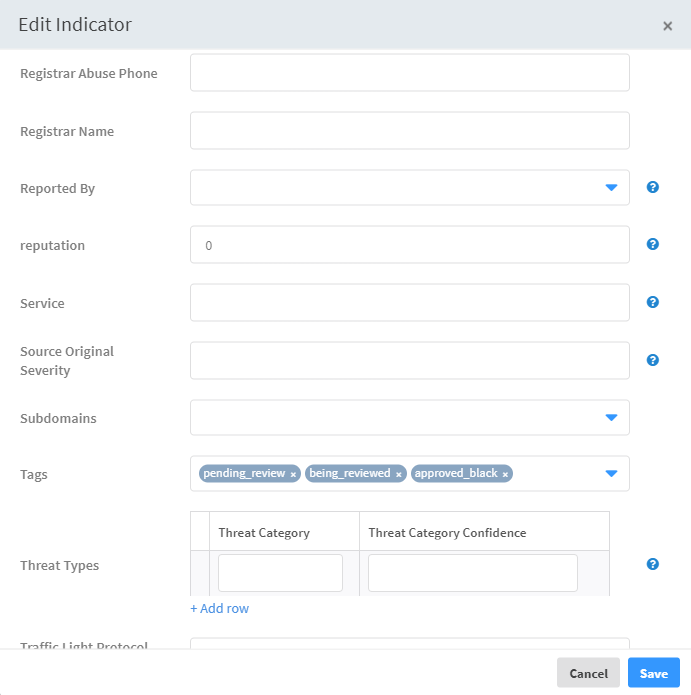 Edit Indicator ×
Registrar Abuse Phone
Registrar Name
Reported By ?
reputation 0 ?
Service ?
Source Original
Severity ?
Subdomains
Tags pending_review × being_reviewed × approved_black ×
Threat Category Threat Category Confidence
Threat Types ?
+ Add row
Traffic Light Protocol
Cancel Save